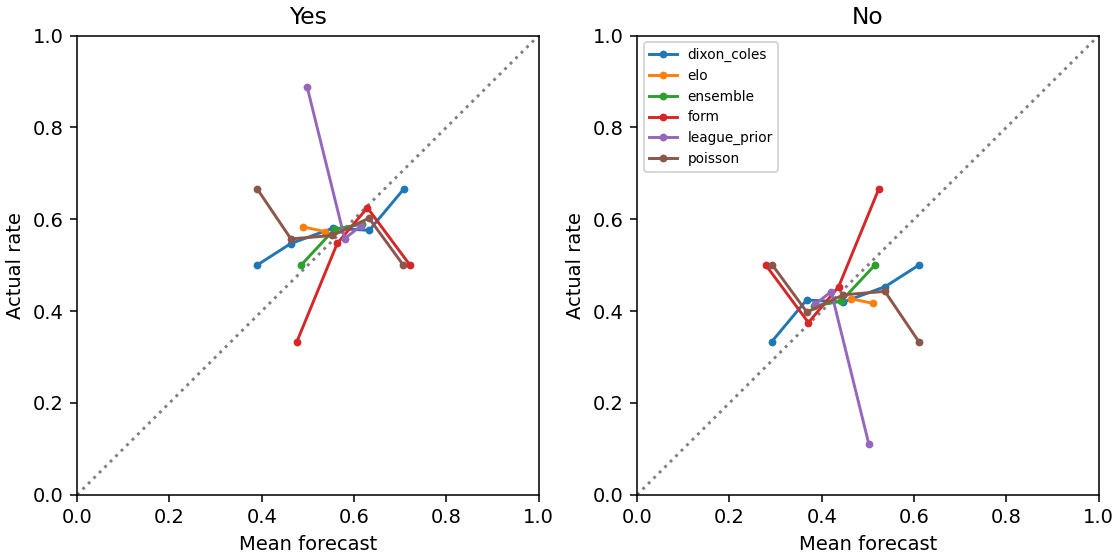 Yes
No
1.0
0.8
0.6
0.4
0.2
0.0
Actual rate
0.0 0.2 0.4 0.6 0.8 1.0
Mean forecast
1.0
0.8
0.6
0.4
0.2
0.0
Actual rate
dixon_coles
elo
ensemble
form
league_prior
poisson
0.0 0.2 0.4 0.6 0.8 1.0
Mean forecast